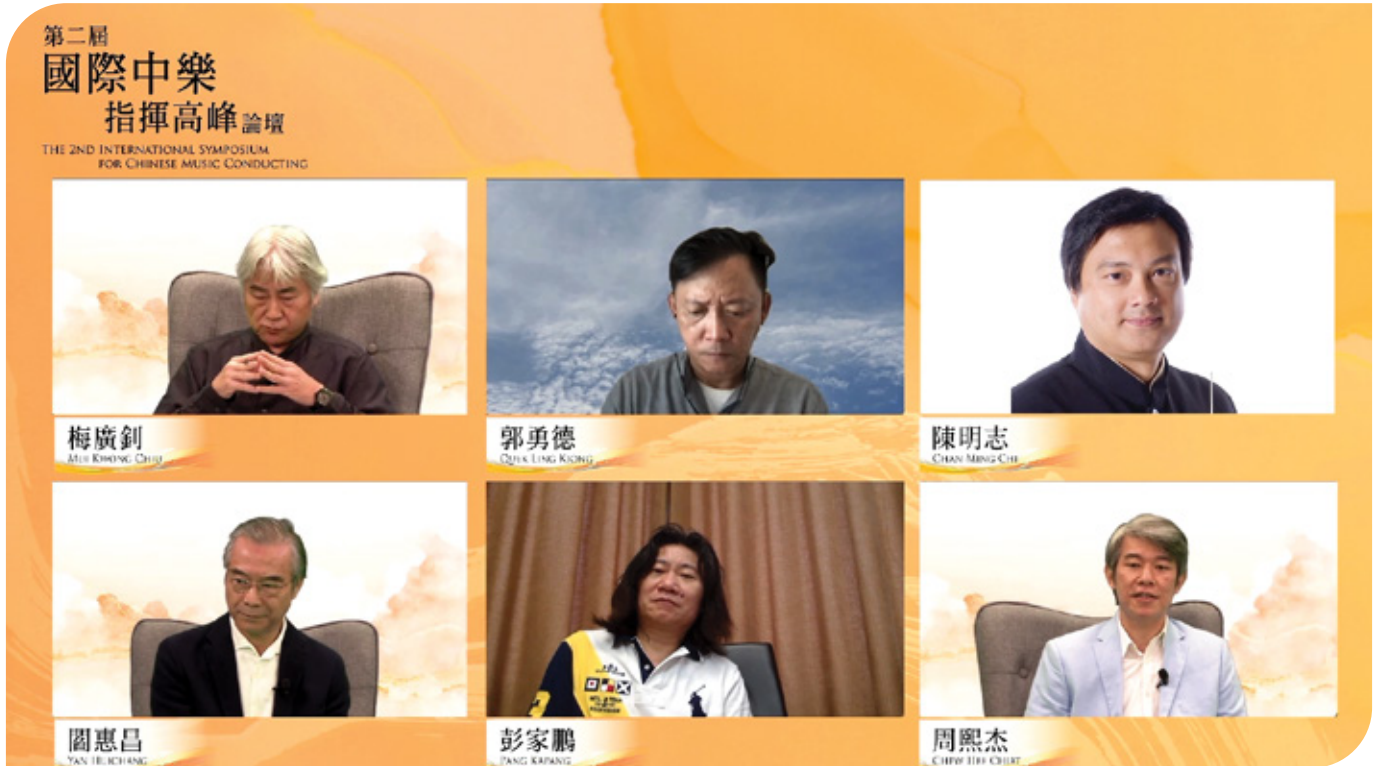 第二屆
國際中樂
指揮高峰論壇
THE 2ND INTERNATIONAL SYMPOSIUM
FOR CHINESE MUSIC CONDUCTING
梅廣釗
MUI KWONG CHIU
郭勇德
QUEK LING KIONG
陳明志
CHAN MING CHI
閻惠昌
YAN HUICHANG
彭家鵬
PANG KAPANG
周熙杰
CHEW HEE CHIAT